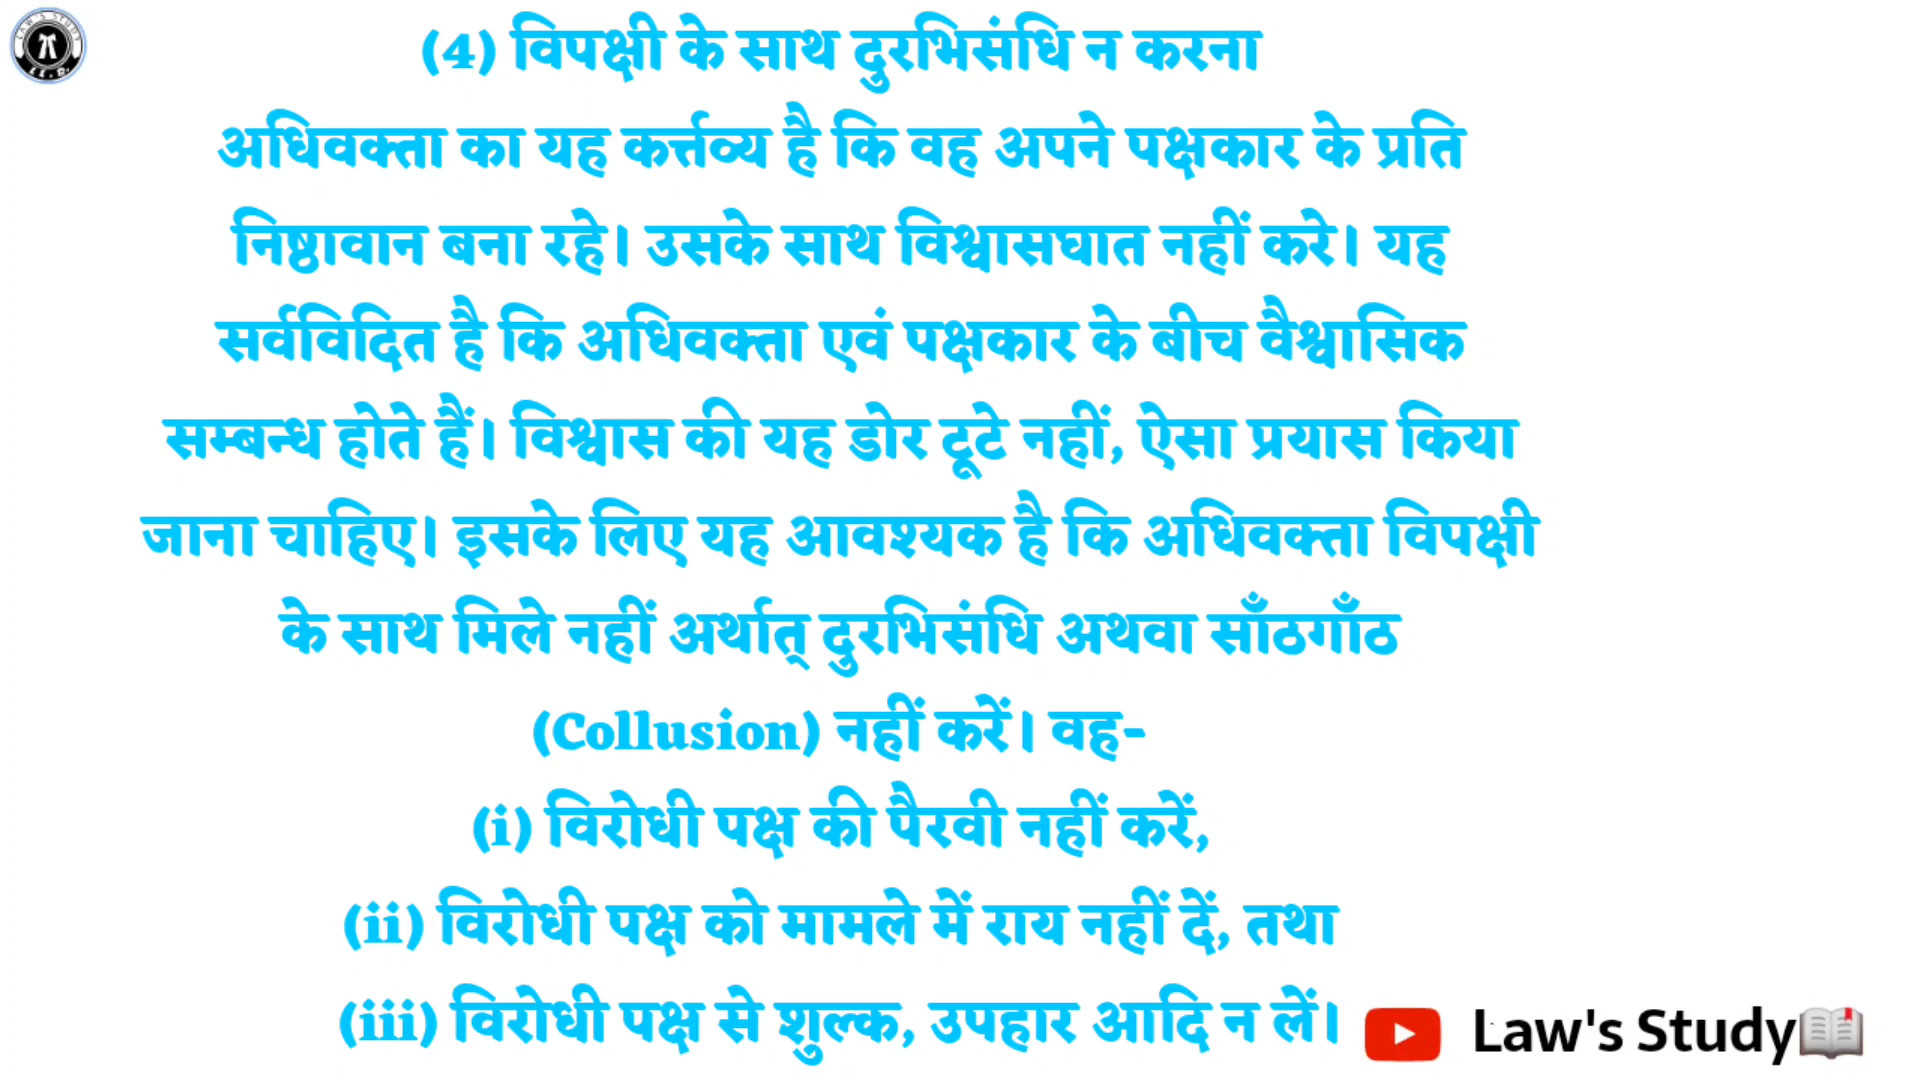 (4) विपक्षी के साथ दुरभिसंधि न करना
अधिवक्ता का यह कर्त्तव्य है कि वह अपने पक्षकार के प्रति
निष्ठावान बना रहे। उसके साथ विश्वासघात नहीं करे। यह
सर्वविदित है कि अधिवक्ता एवं पक्षकार के बीच वैश्वासिक
सम्बन्ध होते हैं। विश्वास की यह डोर टूटे नहीं, ऐसा प्रयास किया
जाना चाहिए। इसके लिए यह आवश्यक है कि अधिवक्ता विपक्षी
के साथ मिले नहीं अर्थात् दुरभिसंधि अथवा साँठगाँठ
(Collusion) नहीं करें। वह-
(i) विरोधी पक्ष की पैरवी नहीं करें,
(ii) विरोधी पक्ष को मामले में राय नहीं दें, तथा
(iii) विरोधी पक्ष से शुल्क, उपहार आदि न लें।
Law's Study